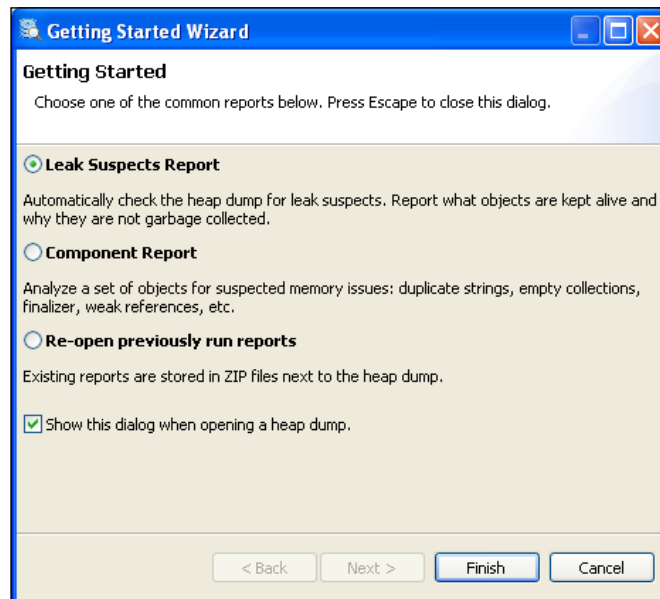 Getting Started Wizard
Getting Started
Choose one of the common reports below. Press Escape to close this dialog.
Leak Suspects Report
Automatically check the heap dump for leak suspects. Report what objects are kept alive and
why they are not garbage collected.
Component Report
Analyze a set of objects for suspected memory issues: duplicate strings, empty collections,
finalizer, weak references, etc.
Re-open previously run reports
Existing reports are stored in ZIP files next to the heap dump.
Show this dialog when opening a heap dump.
< Back Next > Finish Cancel